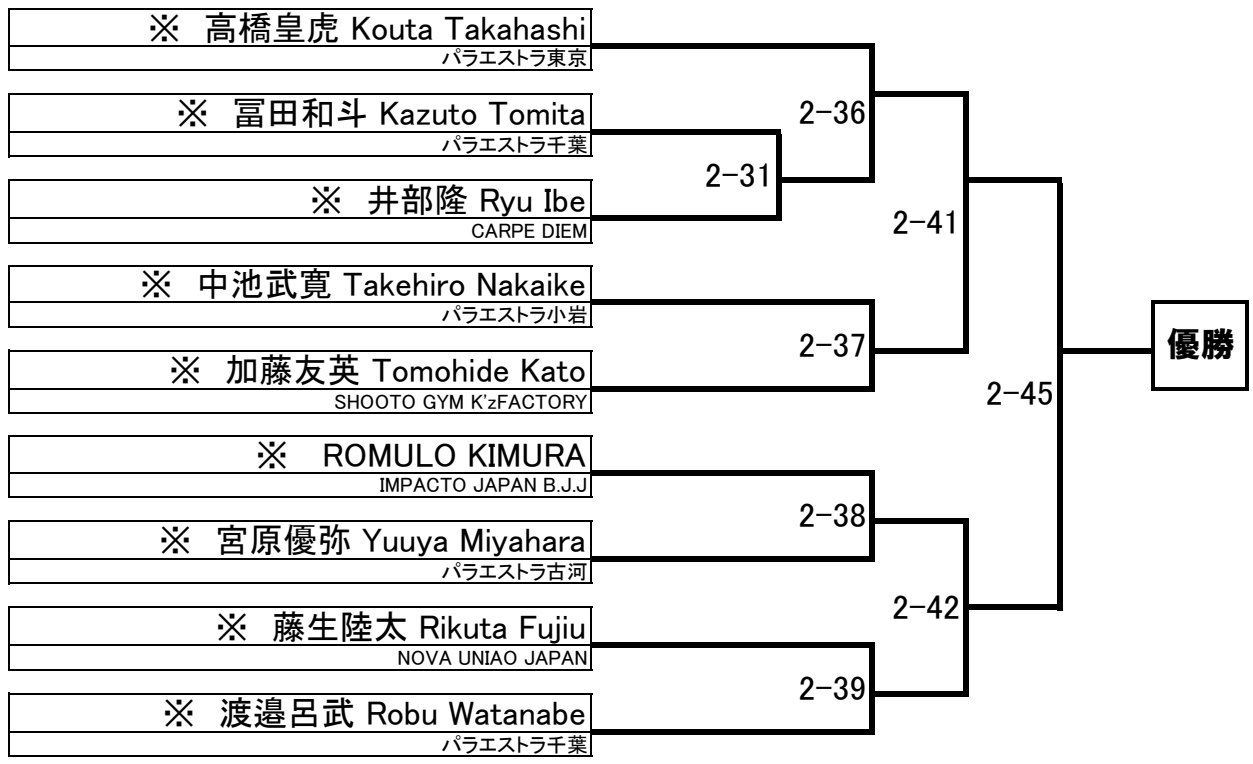 ※ 高橋皇虎 Kouta Takahashi
パラエストラ東京
※ 冨田和斗 Kazuto Tomita
パラエストラ千葉
※ 井部隆 Ryu Ibe
CARPE DIEM
※ 中池武寛 Takehiro Nakaike
パラエストラ小岩
※ 加藤友英 Tomohide Kato
SHOOTO GYM K'zFACTORY
※ ROMULO KIMURA
IMPACTO JAPAN B.J.J
※ 宮原優弥 Yuuya Miyahara
パラエストラ古河
※ 藤生陸太 Rikuta Fujiu
NOVA UNIAO JAPAN
※ 渡邉呂武 Robu Watanabe
パラエストラ千葉
2-31
2-36
2-37
2-38
2-39
2-41
2-42
2-45
優勝